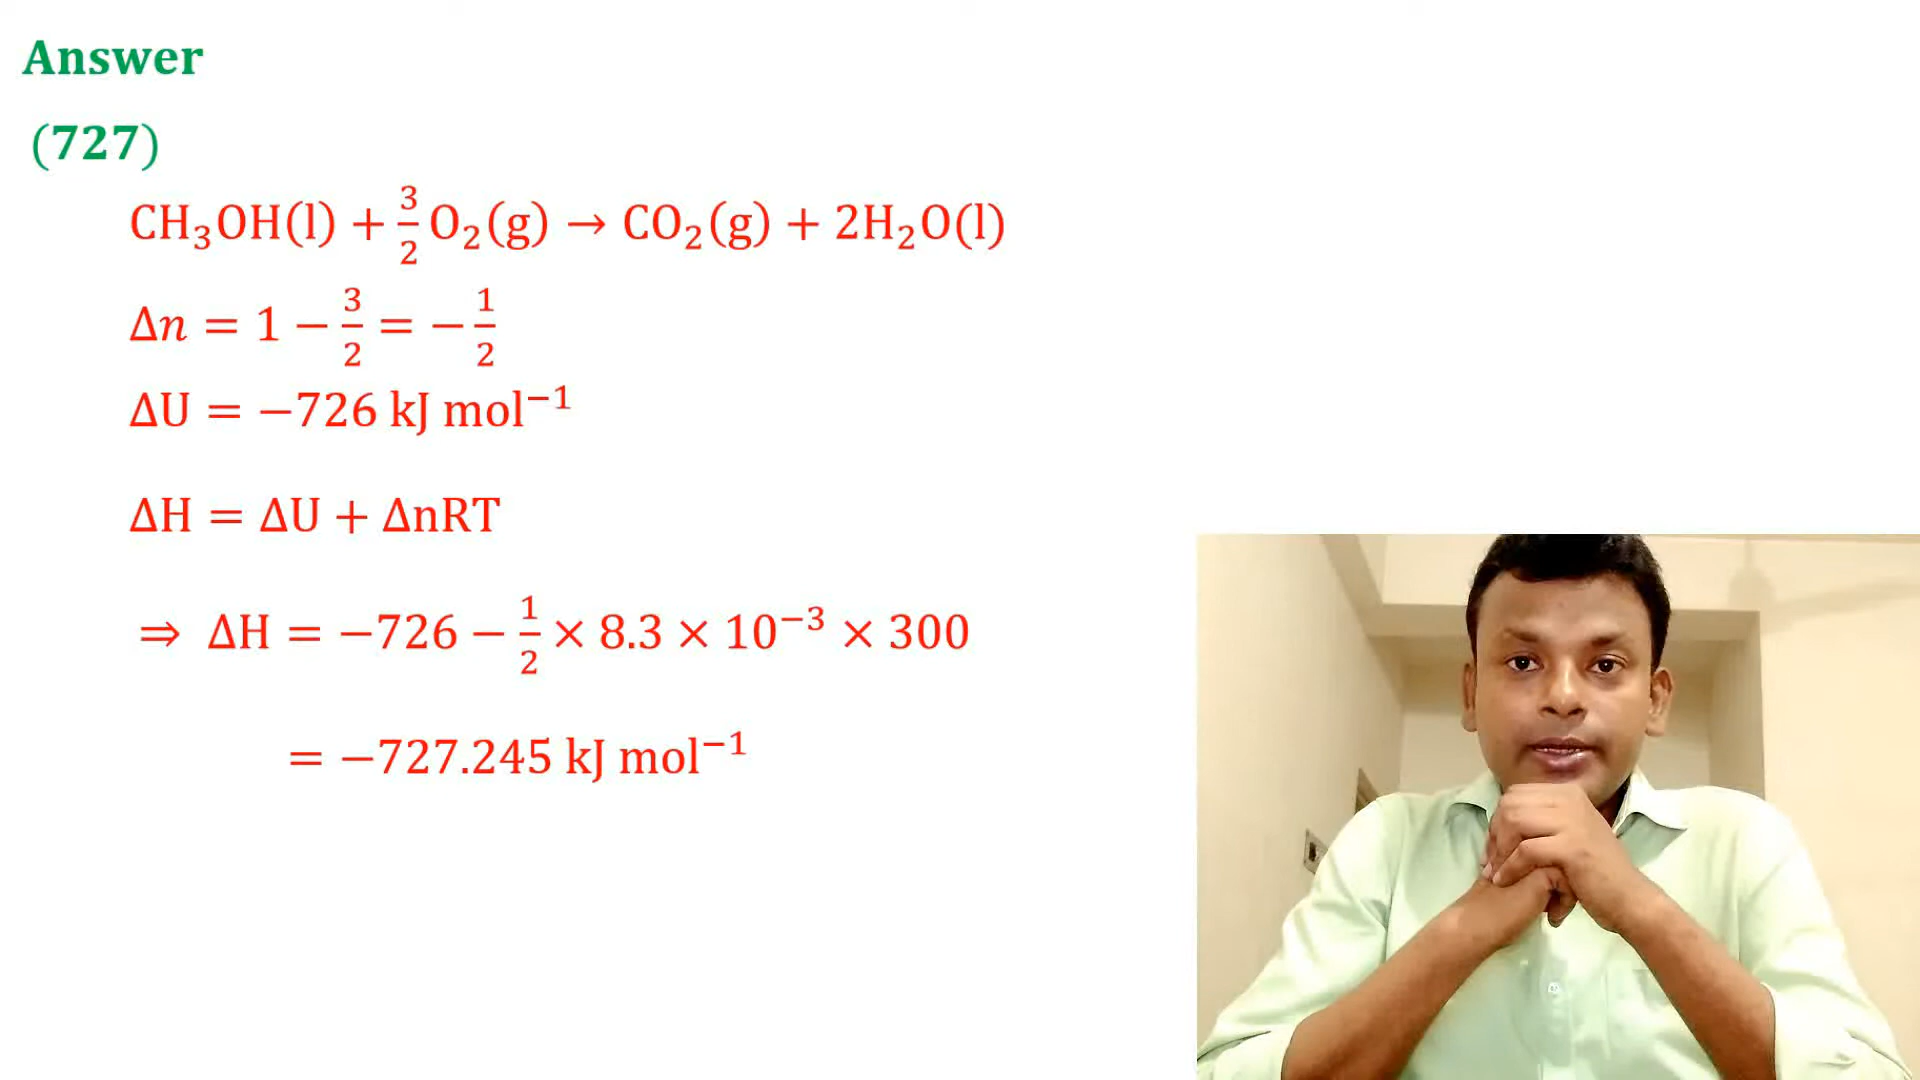 Answer
(727)
CH₃OH(l) + 3/2 O₂(g) → CO₂(g) + 2H₂O(l)
Δn = 1 − 3/2 = − 1/2
ΔU = −726 kJ mol⁻¹
ΔH = ΔU + ΔnRT
⇒ ΔH = −726 − 1/2 × 8.3 × 10⁻³ × 300
= −727.245 kJ mol⁻¹